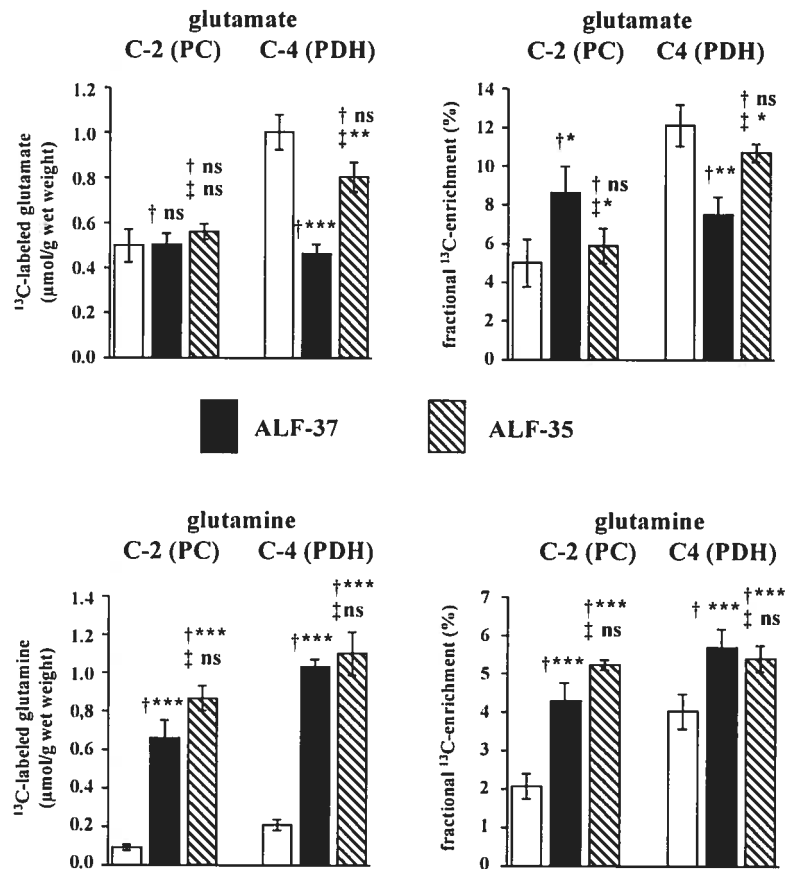 glutamate
C-2 (PC) C-4 (PDH)
¹³C-labeled glutamate
(µmol/g wet weight)
1.2
1.0
0.8
0.6
0.4
0.2
0.0
† ns
† ns
‡ ns
†***
† ns
‡**
glutamate
C-2 (PC) C4 (PDH)
fractional ¹³C-enrichment (%)
14
12
10
8
6
4
2
0
†*
† ns
‡*
†**
† ns
‡ *
ALF-37
ALF-35
glutamine
C-2 (PC) C-4 (PDH)
¹³C-labeled glutamine
(µmol/g wet weight)
1.4
1.2
1.0
0.8
0.6
0.4
0.2
0.0
†***
†***
‡ ns
†***
†***
‡ns
glutamine
C-2 (PC) C4 (PDH)
fractional ¹³C-enrichment (%)
7
6
5
4
3
2
1
0
†***
†***
‡ ns
† ***
†***
‡ ns